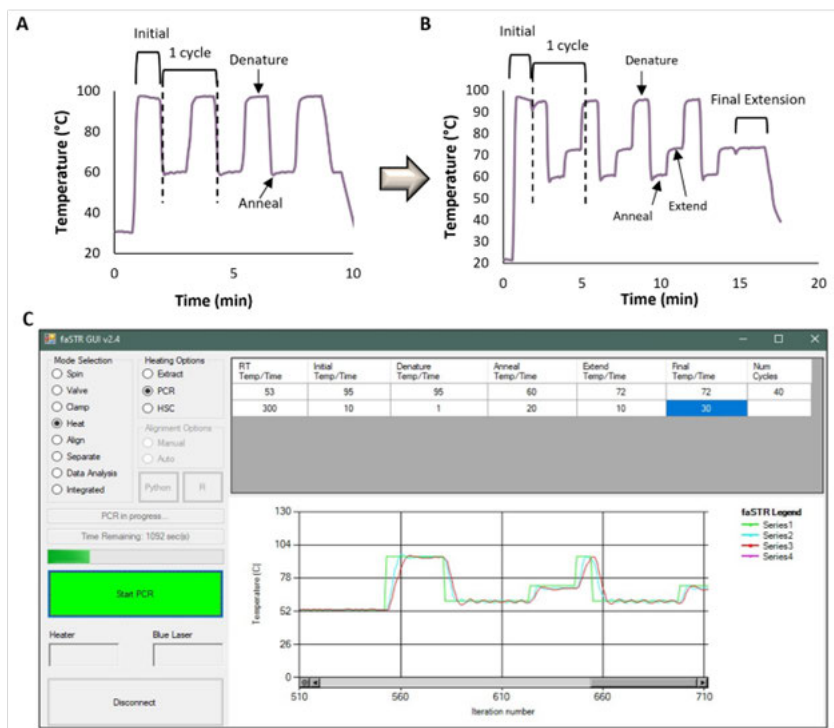 A
Initial
1 cycle
Denature
Anneal
Temperature (°C)
100
80
60
40
20
0
5
10
Time (min)
B
Initial
1 cycle
Denature
Final Extension
Anneal
Extend
Temperature (°C)
100
90
80
70
60
50
40
30
20
0
5
10
15
20
Time (min)
C
faSTR GUI v2.4
Mode Selection
Spin
Valve
Clamp
Heat
Align
Separate
Data Analysis
Integrated
Heating Options
Extract
PCR
HSC
Alignment Options
Manual
Auto
Python
R
PCR in progress...
Time Remaining: 1092 sec(s)
Start PCR
Heater
Blue Laser
Disconnect
RT Temp/Time
Initial Temp/Time
Denature Temp/Time
Anneal Temp/Time
Extend Temp/Time
Final Temp/Time
Num Cycles
53 95 95 60 72 72 40
300 10 1 20 10 30
Temperature [C]
130
104
78
52
26
0
510
560
610
660
710
Iteration number
faSTR Legend
Series1
Series2
Series3
Series4